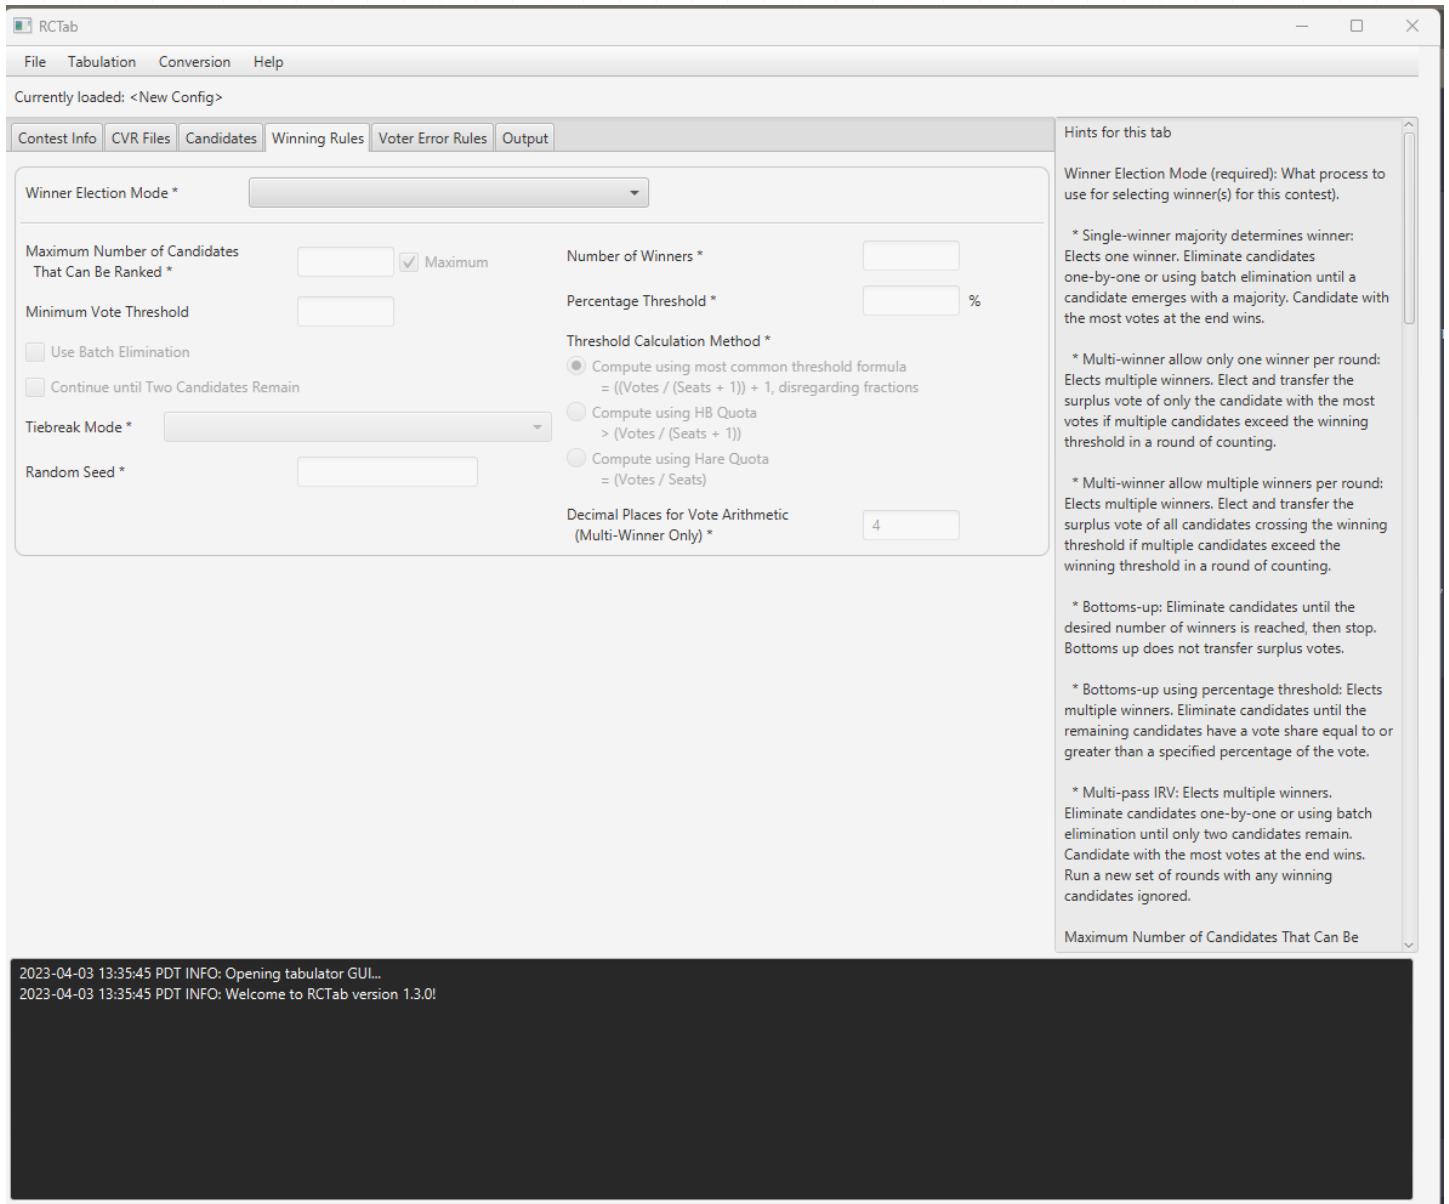 RCTab
File Tabulation Conversion Help
Currently loaded: <New Config>
Contest Info CVR Files Candidates Winning Rules Voter Error Rules Output
Winner Election Mode *
Maximum Number of Candidates
That Can Be Ranked *
Maximum
Minimum Vote Threshold
Use Batch Elimination
Continue until Two Candidates Remain
Tiebreak Mode *
Random Seed *
Number of Winners *
Percentage Threshold *
%
Threshold Calculation Method *
Compute using most common threshold formula
= ((Votes / (Seats + 1)) + 1, disregarding fractions
Compute using HB Quota
> (Votes / (Seats + 1))
Compute using Hare Quota
= (Votes / Seats)
Decimal Places for Vote Arithmetic
(Multi-Winner Only) *
4
Hints for this tab
Winner Election Mode (required): What process to
use for selecting winner(s) for this contest).
* Single-winner majority determines winner:
Elects one winner. Eliminate candidates
one-by-one or using batch elimination until a
candidate emerges with a majority. Candidate with
the most votes at the end wins.
* Multi-winner allow only one winner per round:
Elects multiple winners. Elect and transfer the
surplus vote of only the candidate with the most
votes if multiple candidates exceed the winning
threshold in a round of counting.
* Multi-winner allow multiple winners per round:
Elects multiple winners. Elect and transfer the
surplus vote of all candidates crossing the winning
threshold if multiple candidates exceed the
winning threshold in a round of counting.
* Bottoms-up: Eliminate candidates until the
desired number of winners is reached, then stop.
Bottoms up does not transfer surplus votes.
* Bottoms-up using percentage threshold: Elects
multiple winners. Eliminate candidates until the
remaining candidates have a vote share equal to or
greater than a specified percentage of the vote.
* Multi-pass IRV: Elects multiple winners.
Eliminate candidates one-by-one or using batch
elimination until only two candidates remain.
Candidate with the most votes at the end wins.
Run a new set of rounds with any winning
candidates ignored.
Maximum Number of Candidates That Can Be
2023-04-03 13:35:45 PDT INFO: Opening tabulator GUI...
2023-04-03 13:35:45 PDT INFO: Welcome to RCTab version 1.3.0!